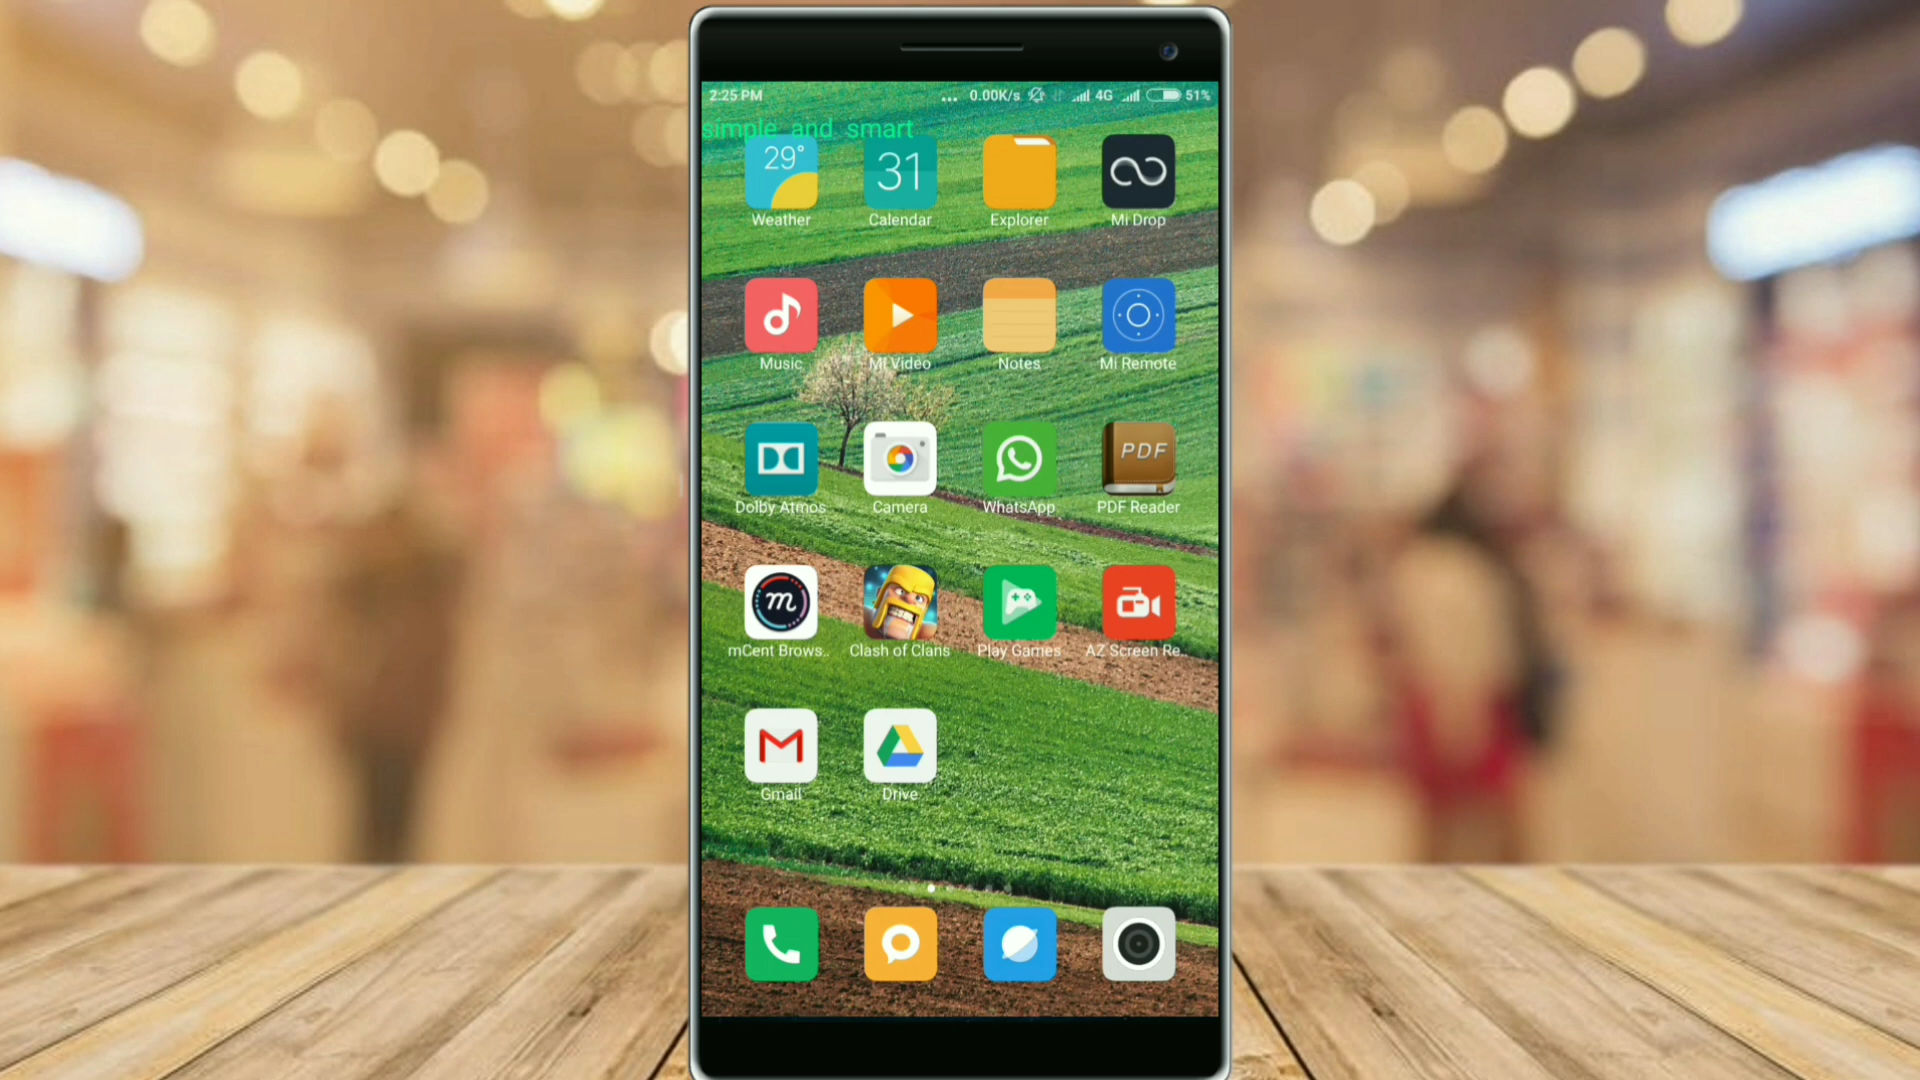 2:25 PM ... 0.00K/s 4G 51%
simple and smart
29°
31
Weather Calendar Explorer Mi Drop
Music Mi Video Notes Mi Remote
PDF
Dolby Atmos Camera WhatsApp PDF Reader
m
mCent Brows.. Clash of Clans Play Games AZ Screen Re..
Gmail Drive